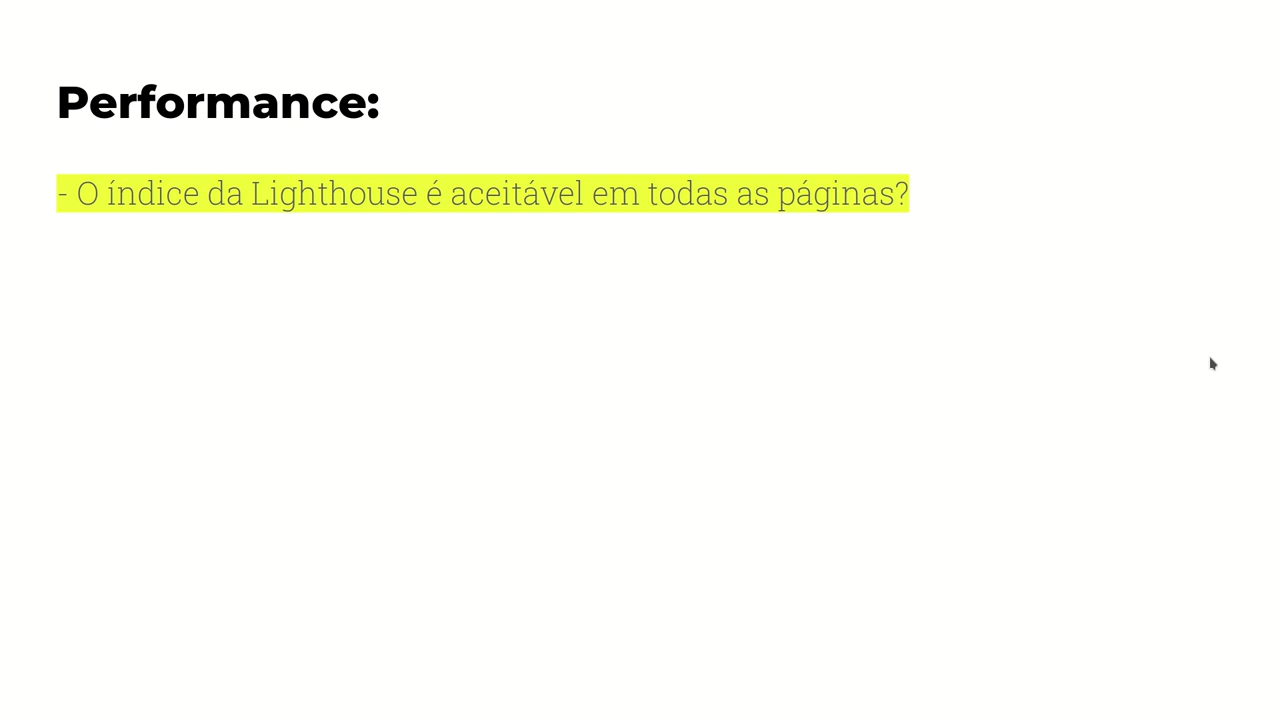 Performance:
- O índice da Lighthouse é aceitável em todas as páginas?